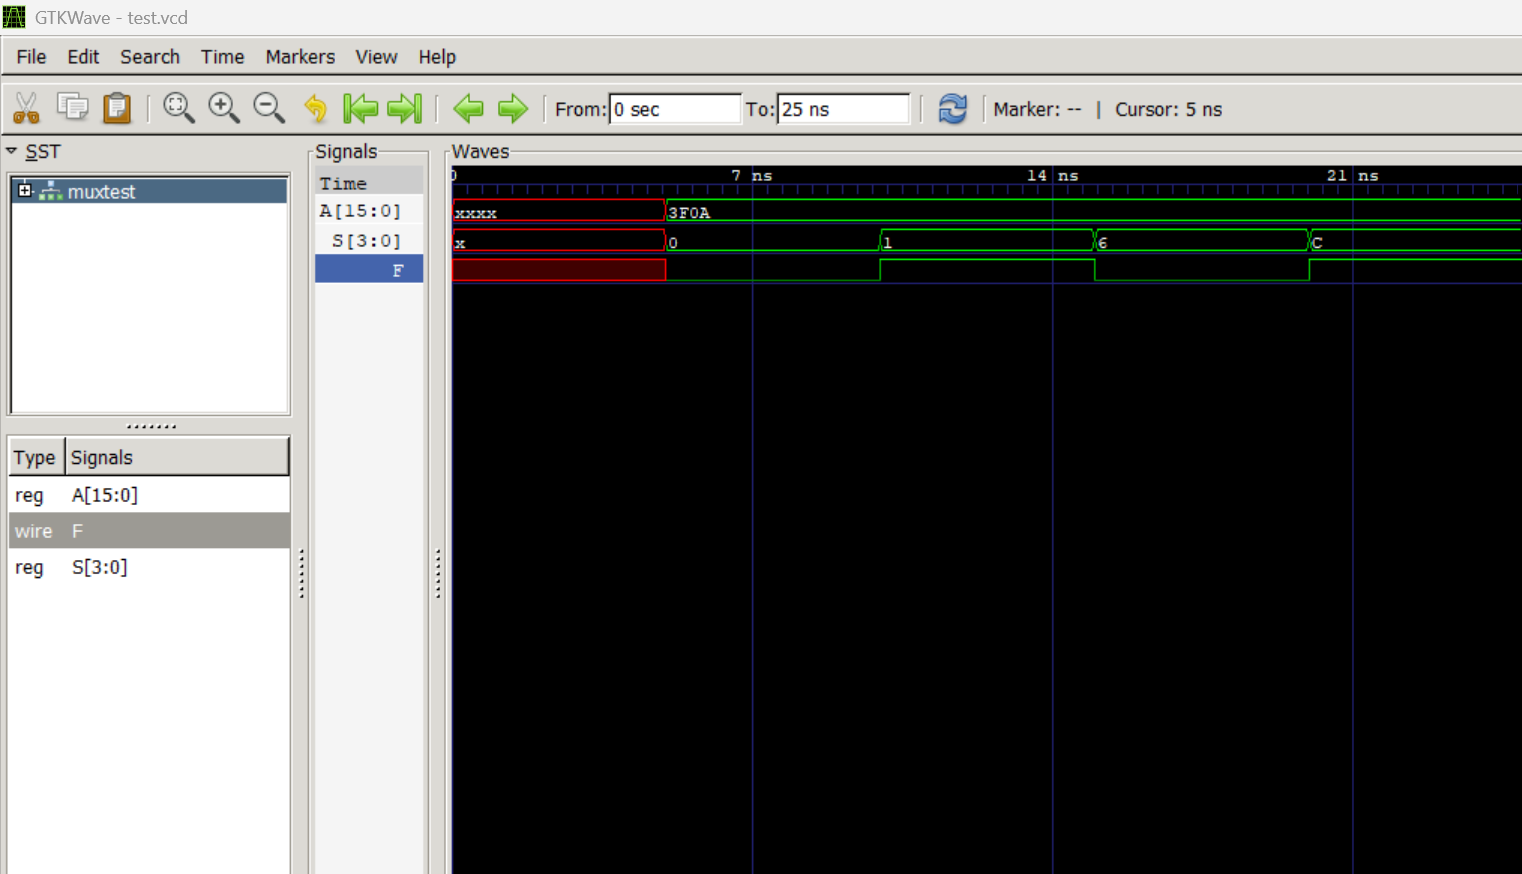 GTKWave - test.vcd
File Edit Search Time Markers View Help
From: 0 sec To: 25 ns Marker: -- | Cursor: 5 ns
SST
muxtest
Type Signals
reg A[15:0]
wire F
reg S[3:0]
Signals
Time
A[15:0]
S[3:0]
F
Waves
0 7 ns 14 ns 21 ns
xxxx 3F0A
x 0 1 6 C